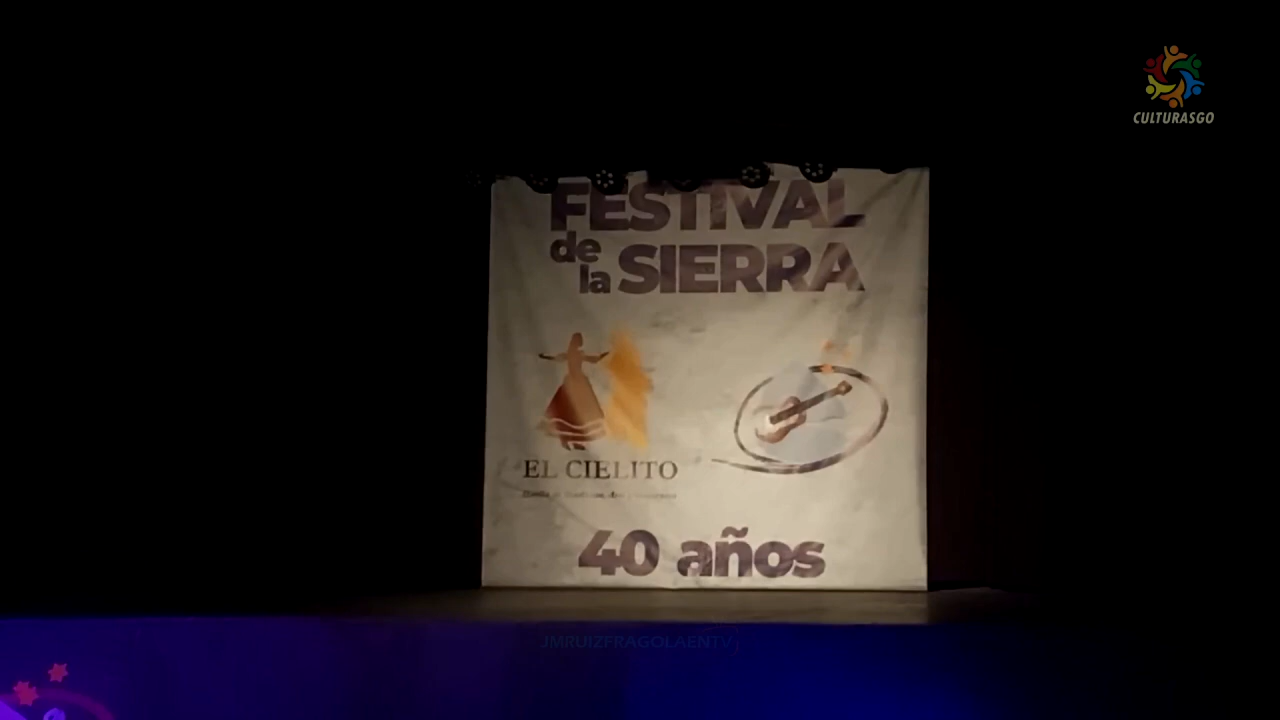 CULTURASGO
FESTIVAL
de
la SIERRA
EL CIELITO
40 años
JMRUIZFRAGOLAENTV